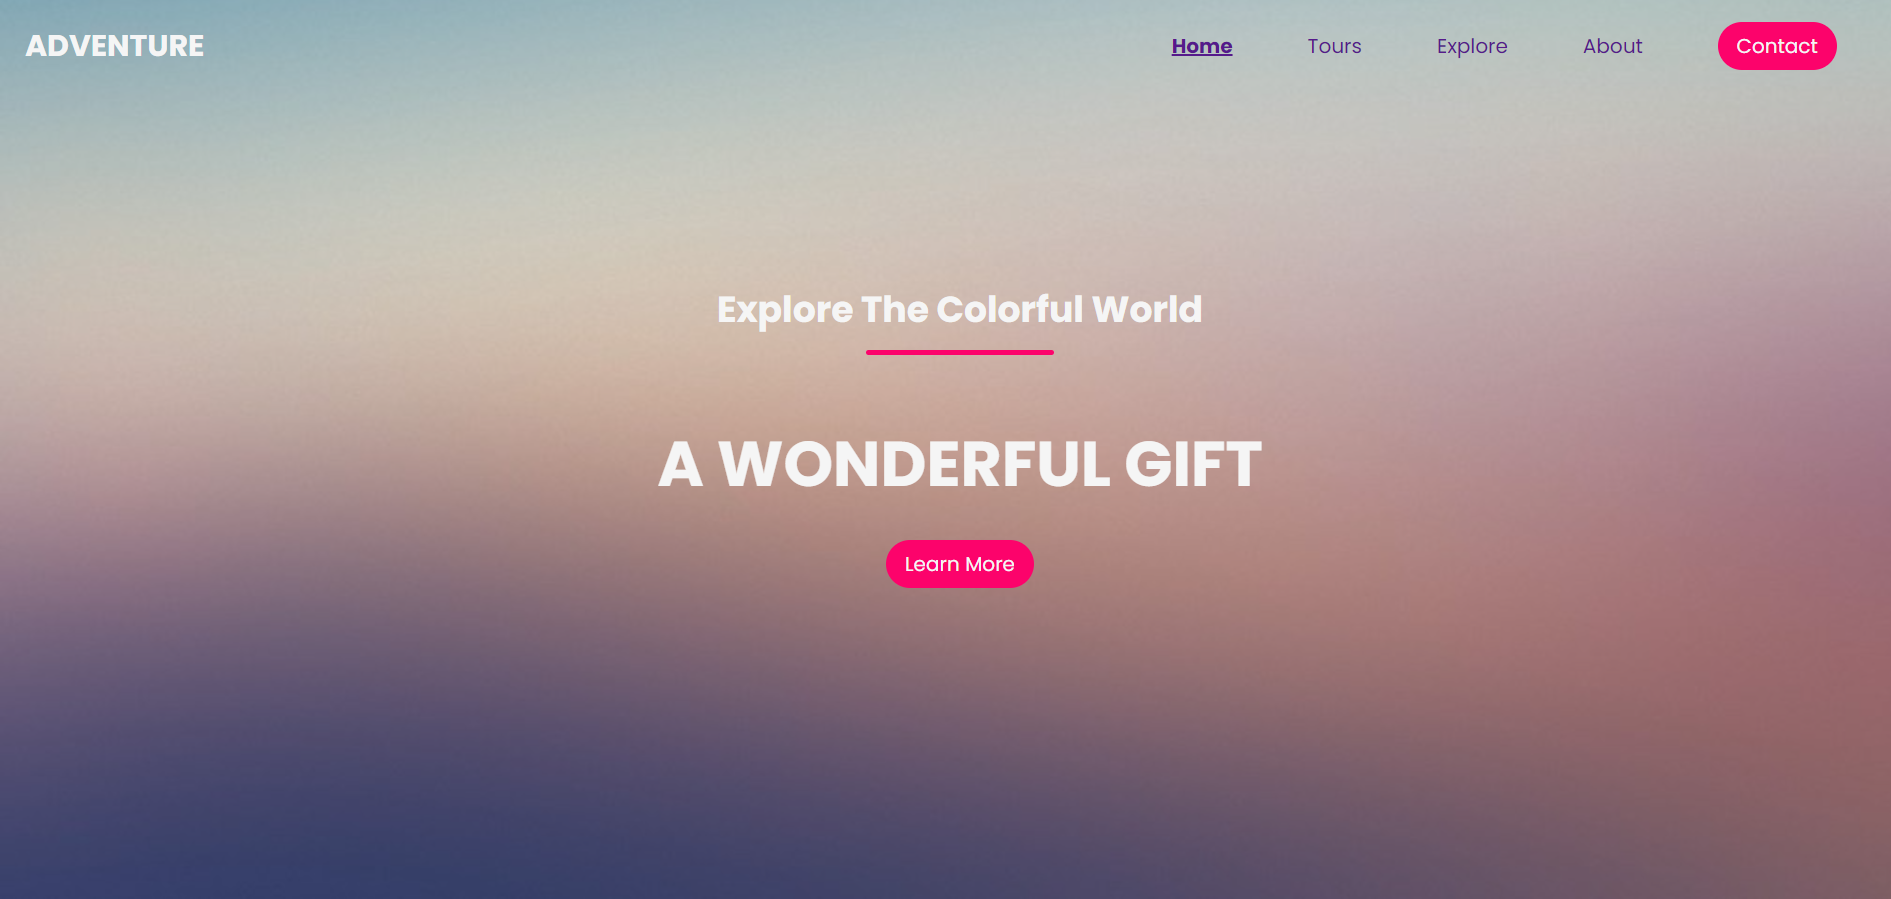 ADVENTURE
Home Tours Explore About Contact
Explore The Colorful World
A WONDERFUL GIFT
Learn More